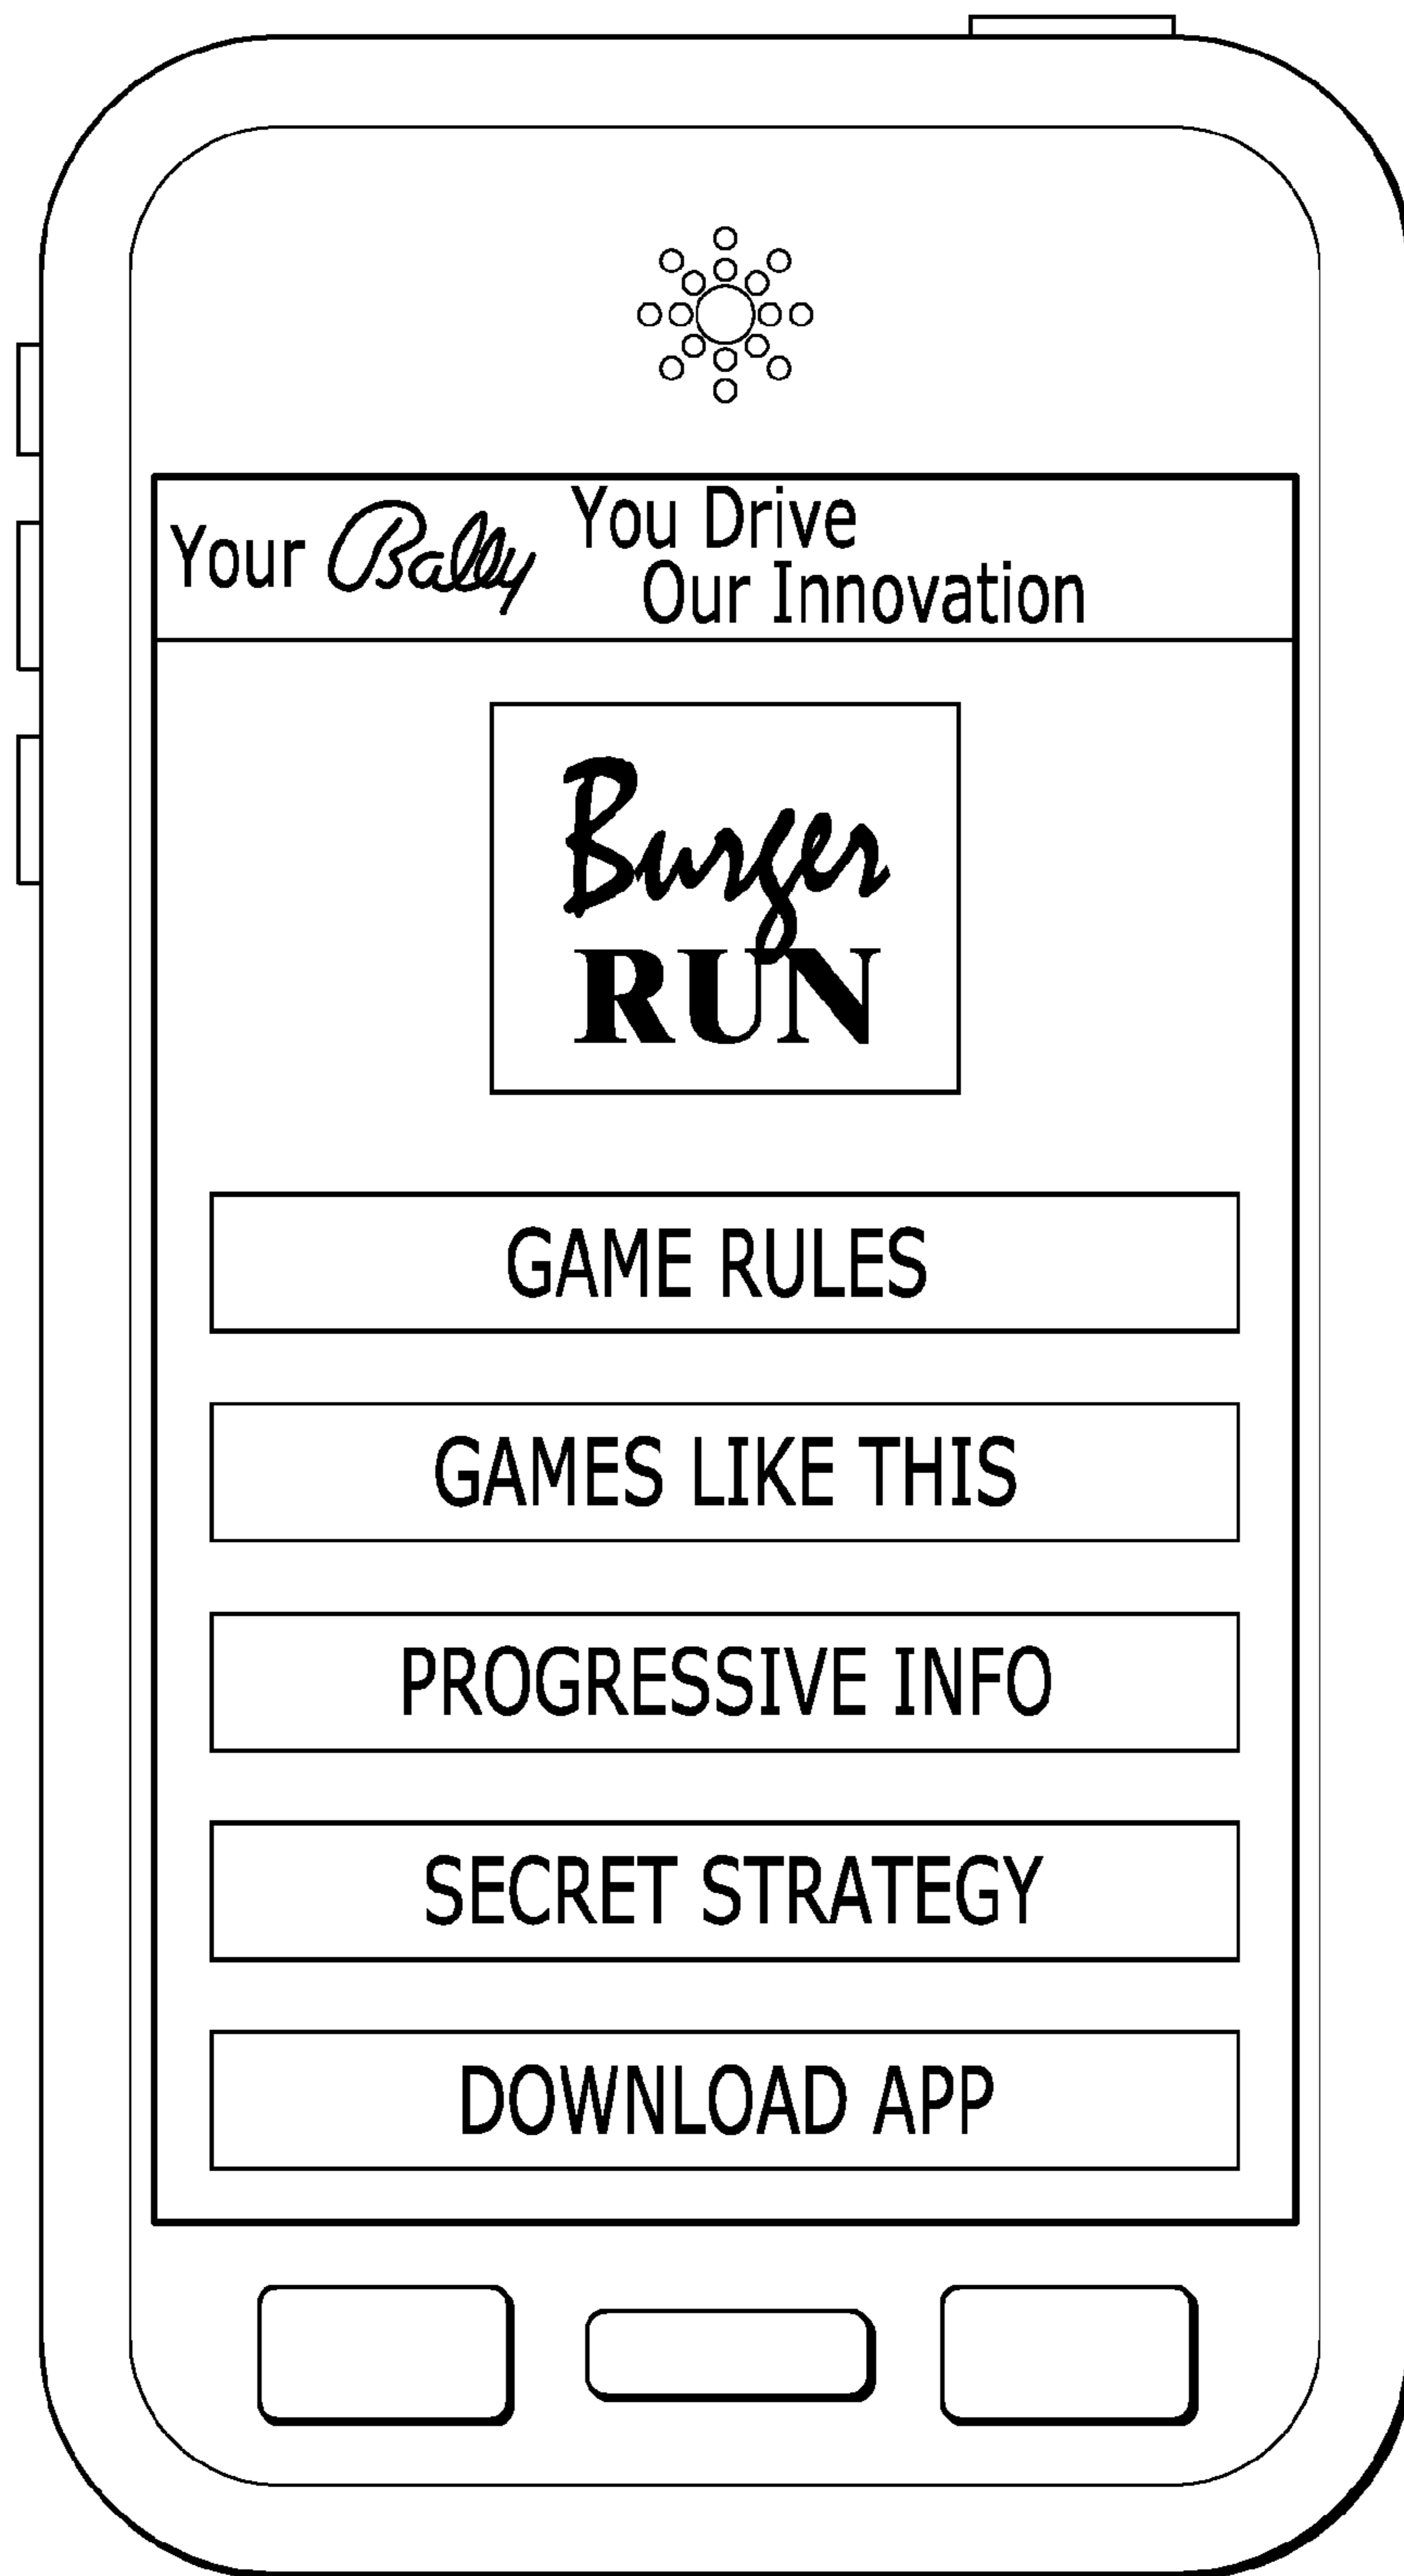 Your Bally You Drive
Our Innovation
Burger
RUN
GAME RULES
GAMES LIKE THIS
PROGRESSIVE INFO
SECRET STRATEGY
DOWNLOAD APP